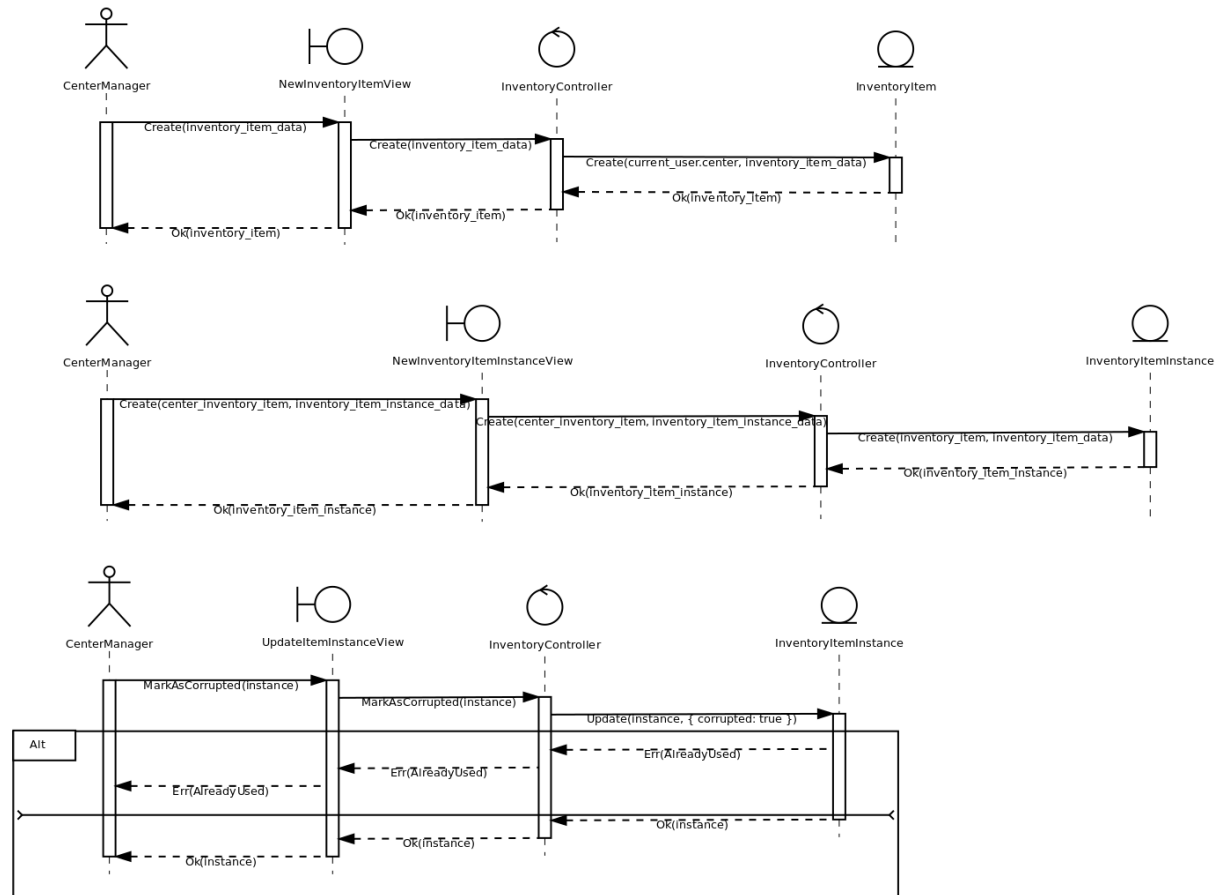 CenterManager
NewInventoryItemView
InventoryController
InventoryItem
Create(inventory_item_data)
Create(inventory_item_data)
Create(current_user.center, inventory_item_data)
Ok(inventory_item)
Ok(inventory_item)
Ok(inventory_item)
CenterManager
NewInventoryItemInstanceView
InventoryController
InventoryItemInstance
Create(center_inventory_item, inventory_item_instance_data)
Create(center_inventory_item, inventory_item_instance_data)
Create(inventory_item, inventory_item_data)
Ok(inventory_item_instance)
Ok(inventory_item_instance)
Ok(inventory_item_instance)
CenterManager
UpdateItemInstanceView
InventoryController
InventoryItemInstance
MarkAsCorrupted(instance)
MarkAsCorrupted(instance)
Update(instance, { corrupted: true })
Alt
Err(AlreadyUsed)
Err(AlreadyUsed)
Err(AlreadyUsed)
Ok(instance)
Ok(instance)
Ok(instance)